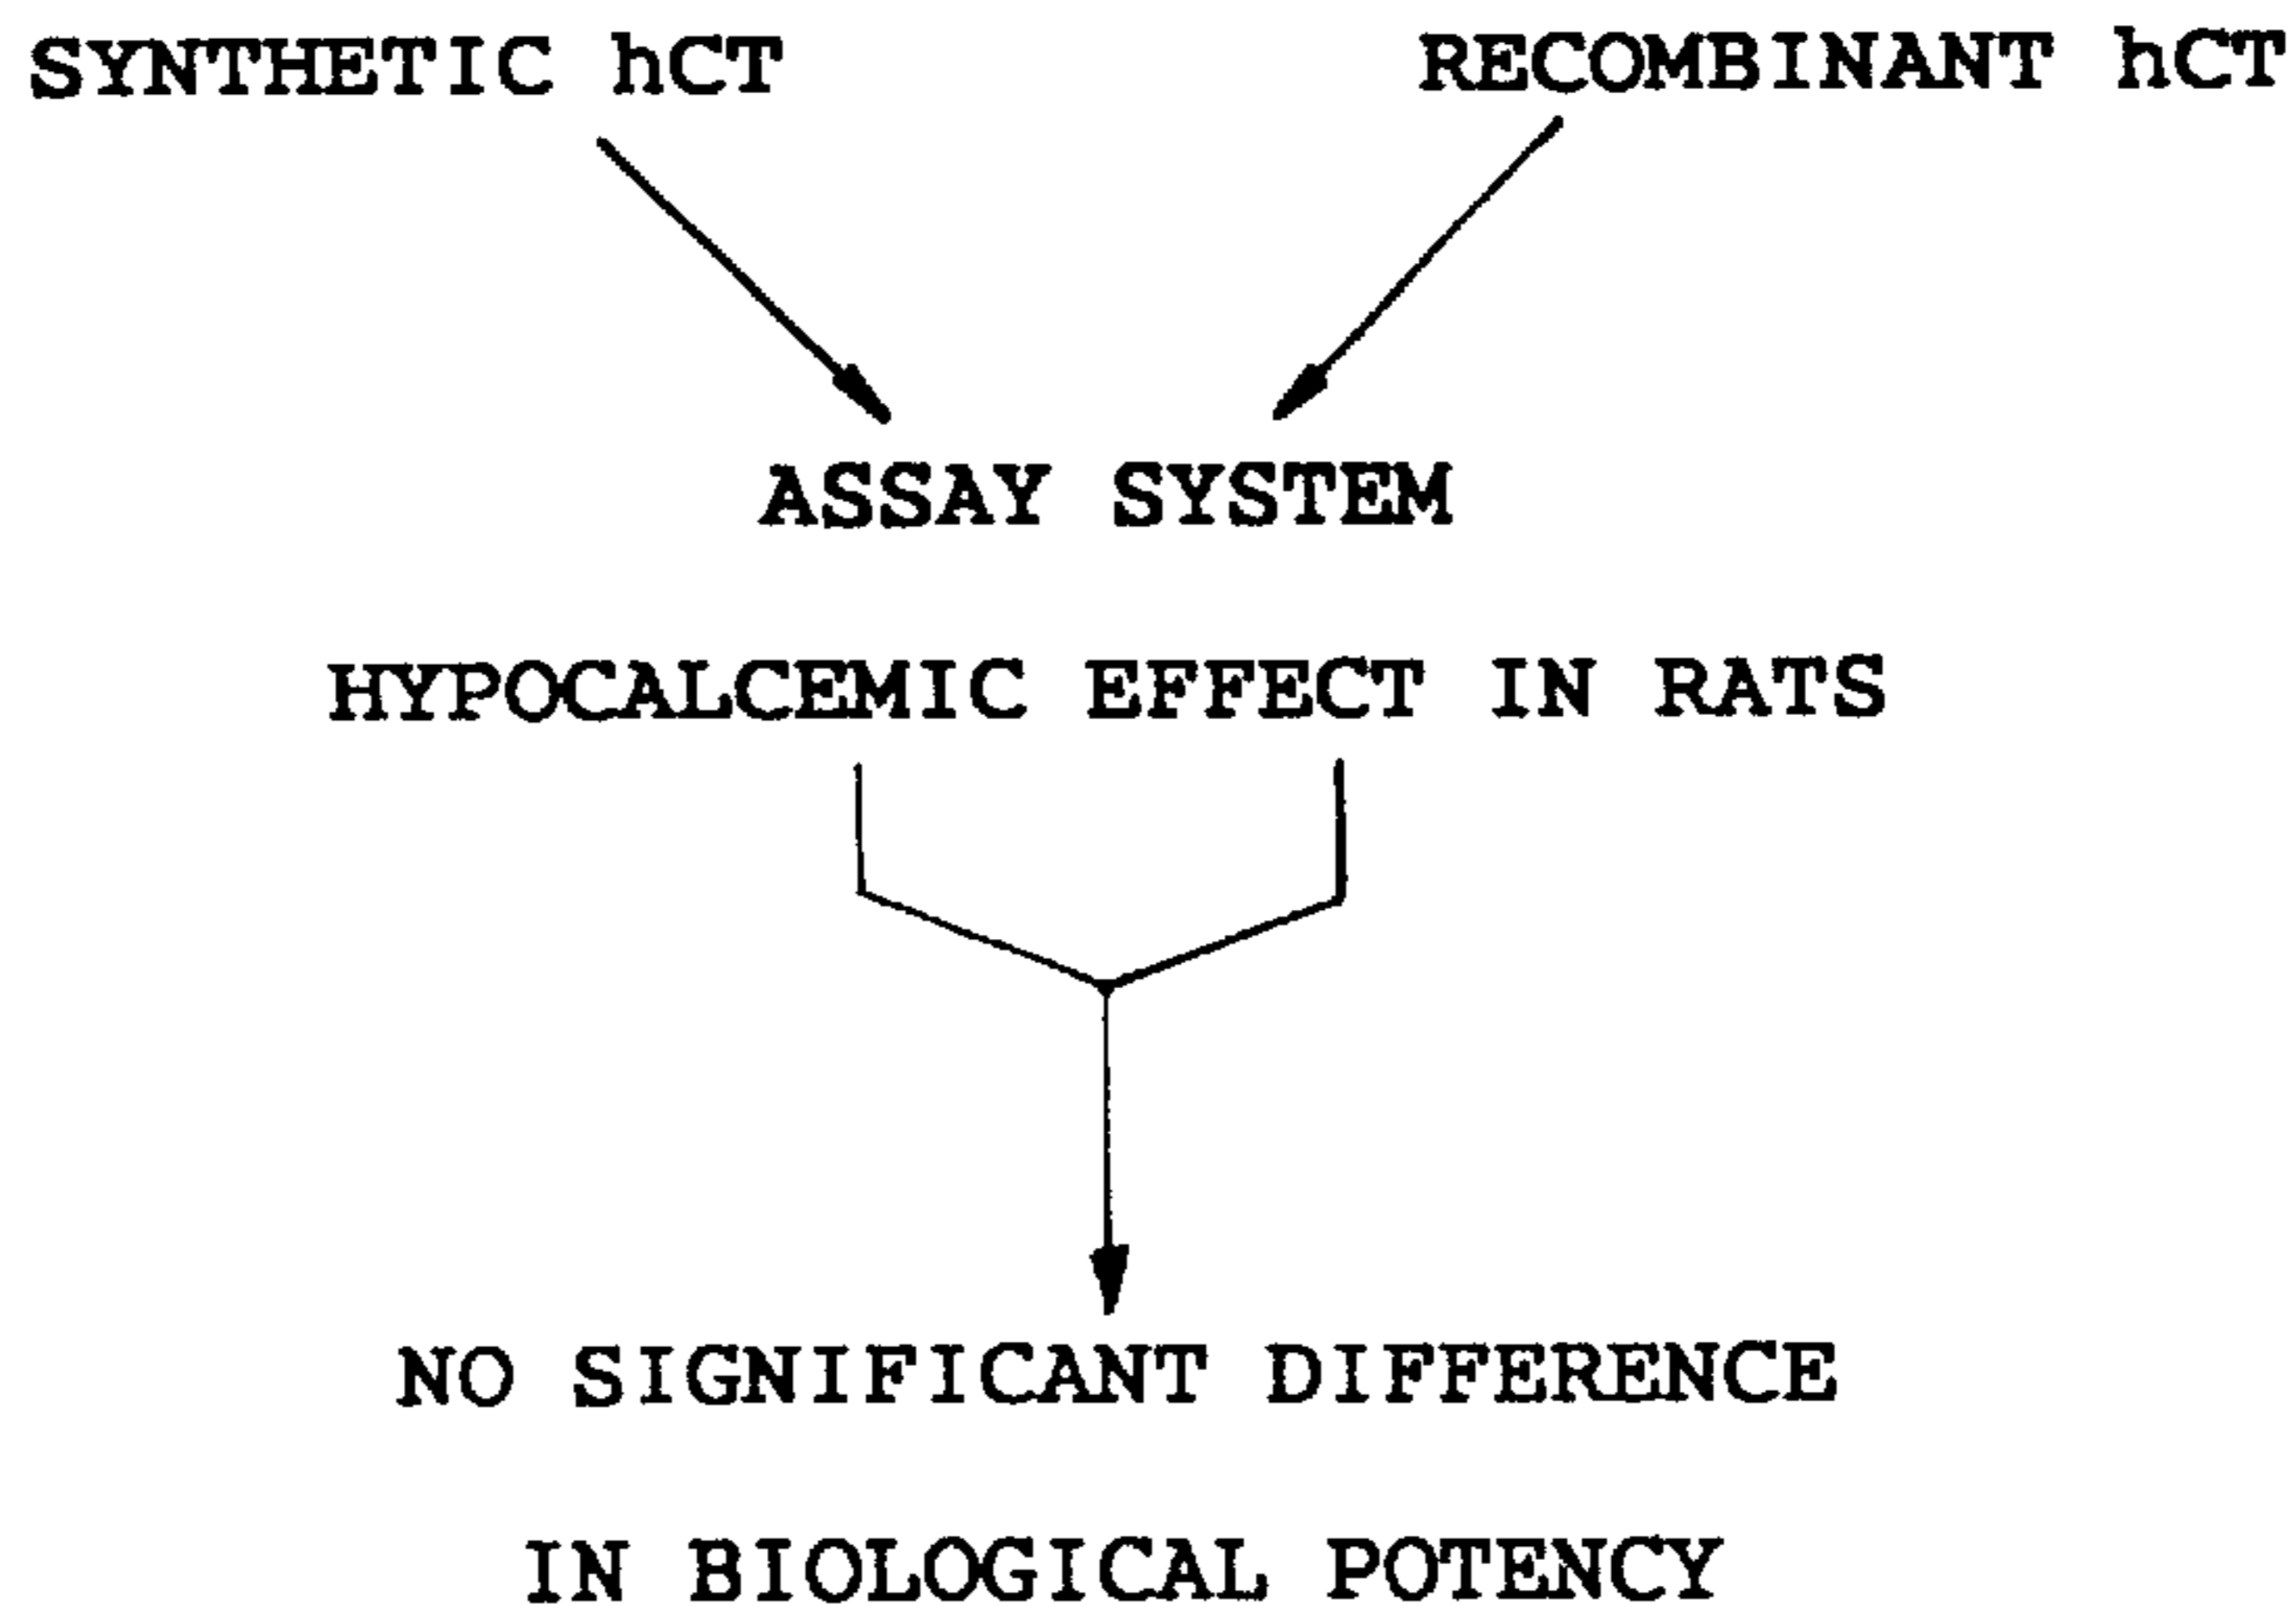 SYNTHETIC hCT
RECOMBINANT hCT
ASSAY SYSTEM
HYPOCALCEMIC EFFECT IN RATS
NO SIGNIFICANT DIFFERENCE
IN BIOLOGICAL POTENCY